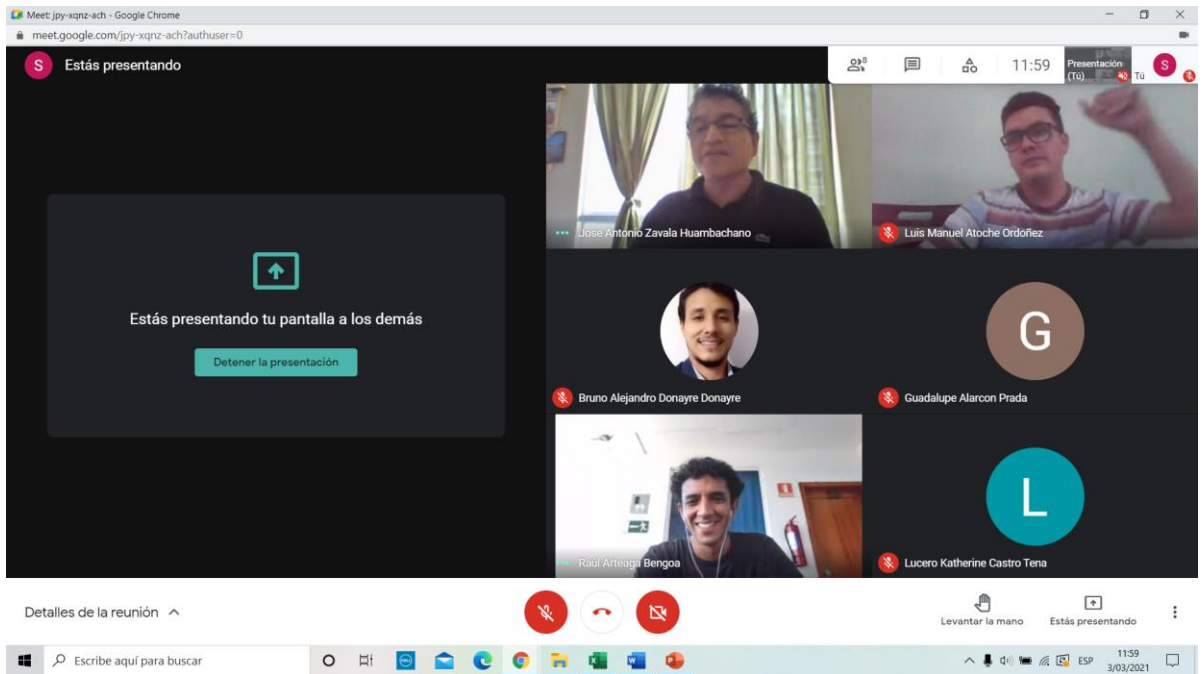 Meet: jpy-xqnz-ach - Google Chrome
meet.google.com/jpy-xqnz-ach?authuser=0
S Estás presentando
8
11:59
Presentación
(Tú)
Tú
S
Jose Antonio Zavala Huambachano
Luis Manuel Atoche Ordoñez
Estás presentando tu pantalla a los demás
Detener la presentación
G
Bruno Alejandro Donayre Donayre
Guadalupe Alarcon Prada
L
Raúl Arteaga Bengoa
Lucero Katherine Castro Tena
Detalles de la reunión
Levantar la mano
Estás presentando
Escribe aquí para buscar
ESP
11:59
3/03/2021